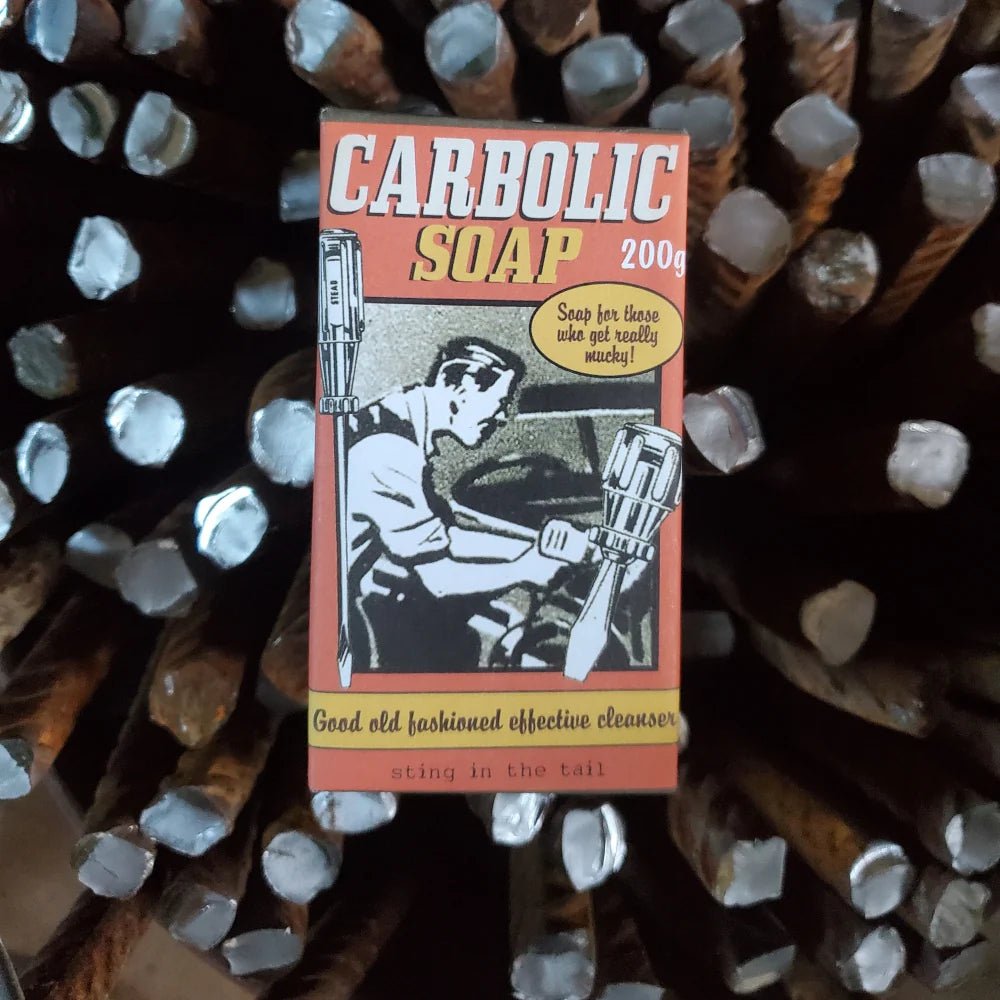 CARBOLIC
SOAP
200g
Soap for those
who get really
mucky!
Good old fashioned effective cleanser
sting in the tail